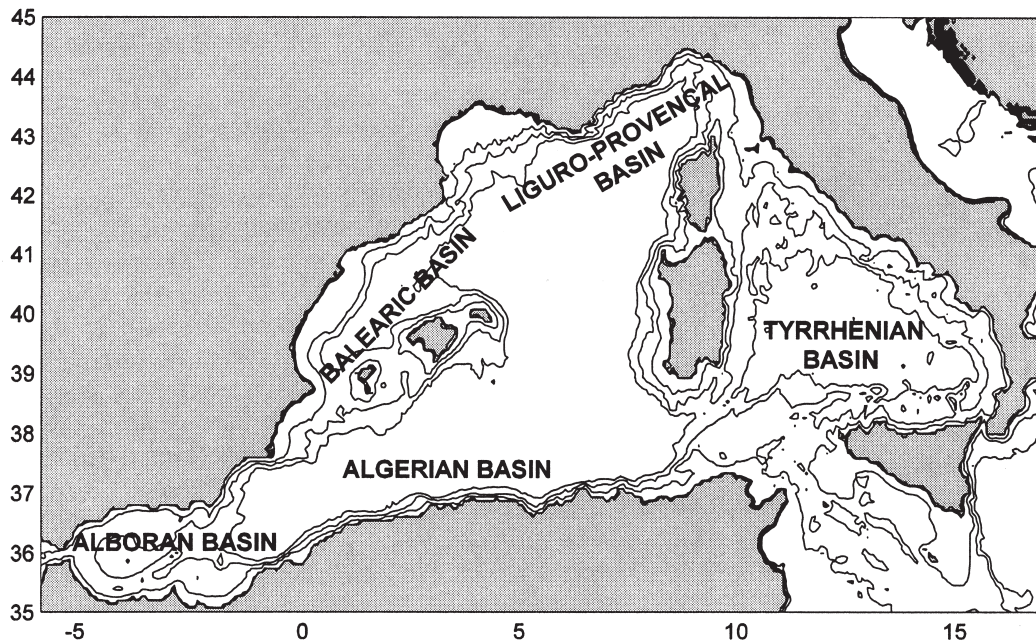 45
44
43
42
41
40
39
38
37
36
35
LIGURO-PROVENÇAL
BASIN
BALEARIC BASIN
TYRRHENIAN
BASIN
ALGERIAN BASIN
ALBORAN BASIN
-5 0 5 10 15